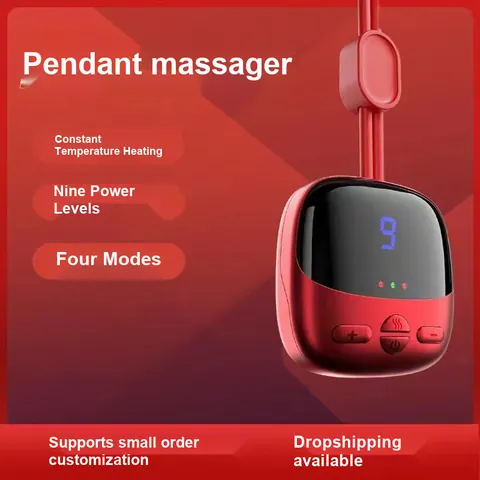 Pendant massager
Constant
Temperature Heating
Nine Power
Levels
Four Modes
9
+
-
Supports small order
customization
Dropshipping
available